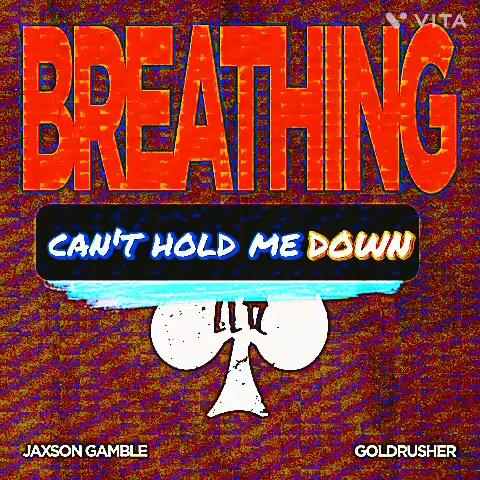 VITA
BREATHING
CAN'T HOLD ME DOWN
JAXSON GAMBLE
GOLDRUSHER